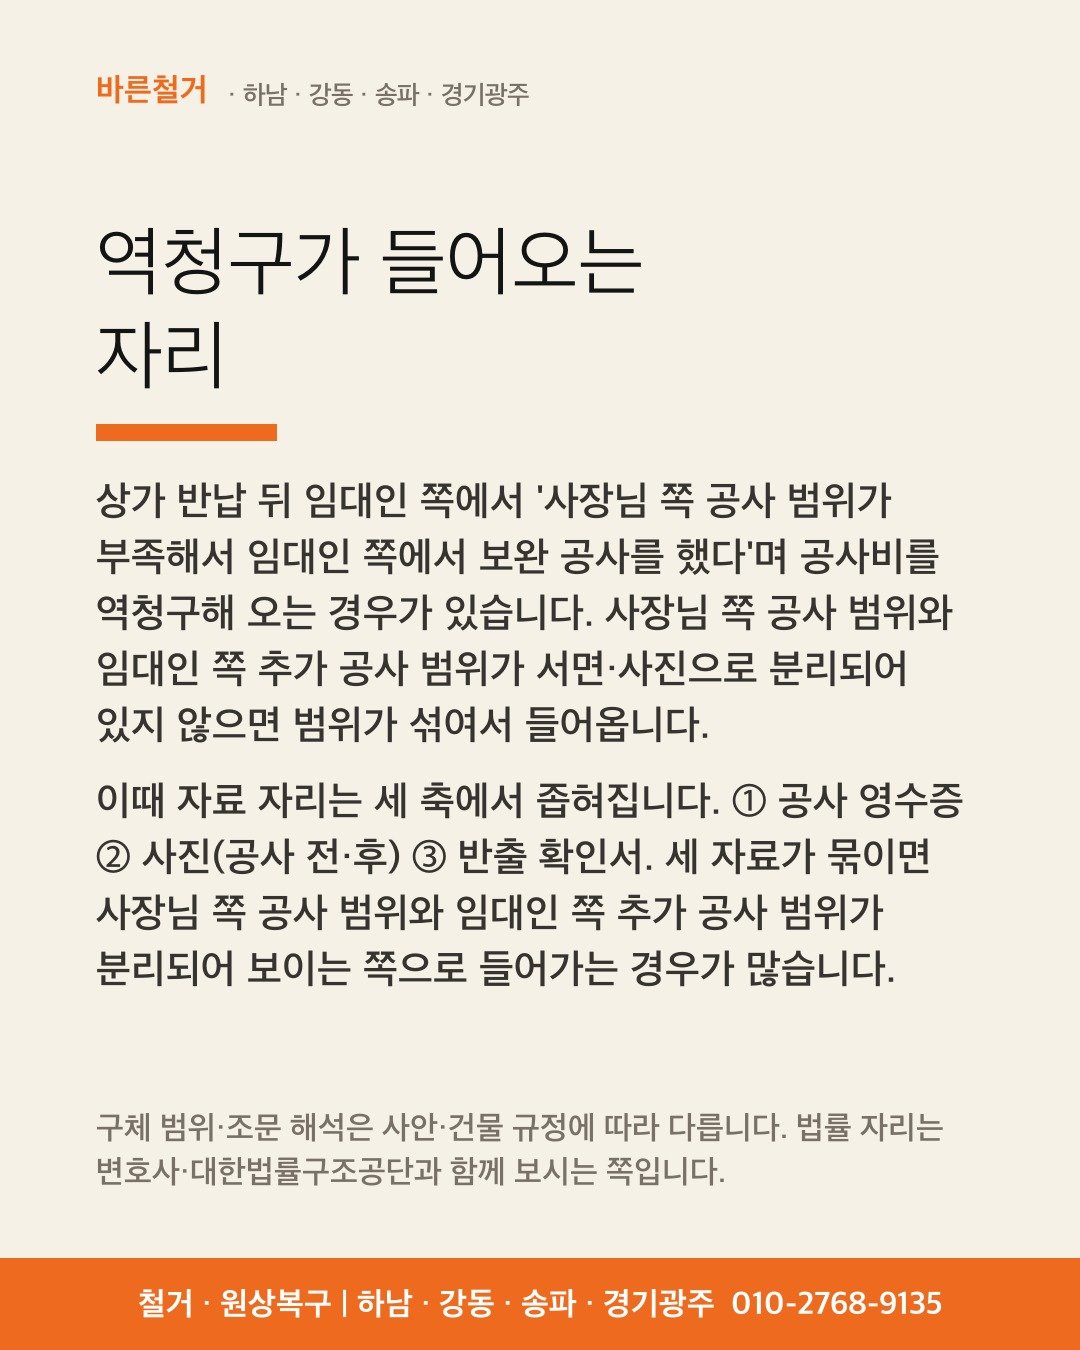 바른철거 · 하남 · 강동 · 송파 · 경기광주
역청구가 들어오는
자리
상가 반납 뒤 임대인 쪽에서 '사장님 쪽 공사 범위가
부족해서 임대인 쪽에서 보완 공사를 했다'며 공사비를
역청구해 오는 경우가 있습니다. 사장님 쪽 공사 범위와
임대인 쪽 추가 공사 범위가 서면·사진으로 분리되어
있지 않으면 범위가 섞여서 들어옵니다.
이때 자료 자리는 세 축에서 좁혀집니다. ① 공사 영수증
② 사진(공사 전·후) ③ 반출 확인서. 세 자료가 묶이면
사장님 쪽 공사 범위와 임대인 쪽 추가 공사 범위가
분리되어 보이는 쪽으로 들어가는 경우가 많습니다.
구체 범위·조문 해석은 사안·건물 규정에 따라 다릅니다. 법률 자리는
변호사·대한법률구조공단과 함께 보시는 쪽입니다.
철거 · 원상복구 | 하남 · 강동 · 송파 · 경기광주 010-2768-9135